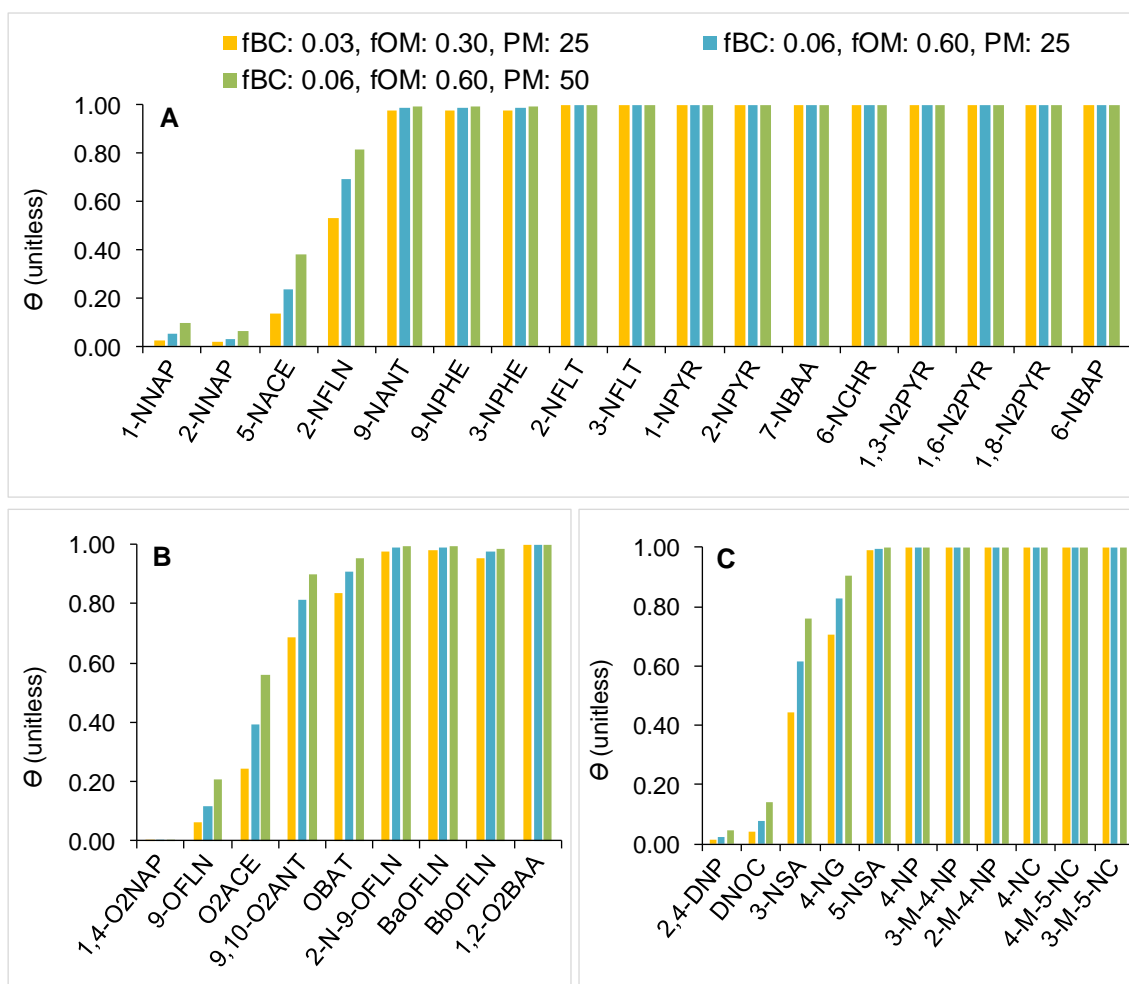 fBC: 0.03, fOM: 0.30, PM: 25
fBC: 0.06, fOM: 0.60, PM: 25
fBC: 0.06, fOM: 0.60, PM: 50
A
1.00
0.80
0.60
0.40
0.20
0.00
ϴ (unitless)
1-NNAP
2-NNAP
5-NACE
2-NFLN
9-NANT
9-NPHE
3-NPHE
2-NFLT
3-NFLT
1-NPYR
2-NPYR
7-NBAA
6-NCHR
1,3-N2PYR
1,6-N2PYR
1,8-N2PYR
6-NBAP
B
1.00
0.80
0.60
0.40
0.20
0.00
ϴ (unitless)
1,4-O2NAP
9-OFLN
O2ACE
9,10-O2ANT
OBAT
2-N-9-OFLN
BaOFLN
BbOFLN
1,2-O2BAA
C
1.00
0.80
0.60
0.40
0.20
0.00
ϴ (unitless)
2,4-DNP
DNOC
3-NSA
4-NG
5-NSA
4-NP
3-M-4-NP
2-M-4-NP
4-NC
4-M-5-NC
3-M-5-NC